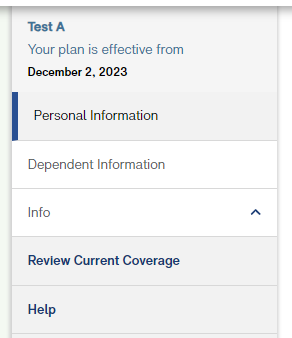 Test A
Your plan is effective from
December 2, 2023
Personal Information
Dependent Information
Info
Review Current Coverage
Help